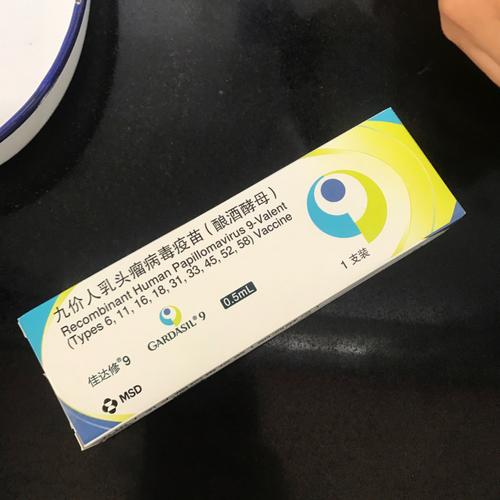 九价人乳头瘤病毒疫苗（酿酒酵母）
Recombinant Human Papillomavirus 9-Valent
(Types 6, 11, 16, 18, 31, 33, 45, 52, 58) Vaccine
1 支装
0.5mL
GARDASIL®9
佳达修®9
MSD